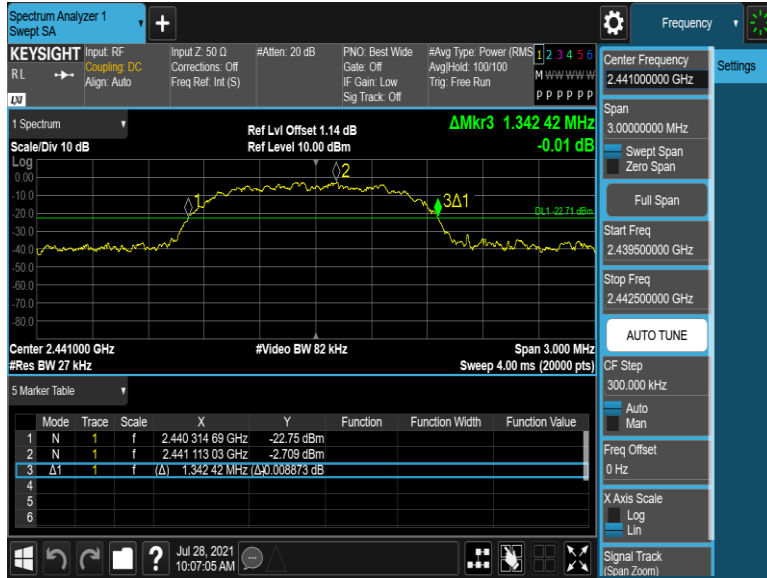 Spectrum Analyzer 1
Swept SA
Frequency
KEYSIGHT
RL
LXI
Input: RF
Coupling: DC
Align: Auto
Input Z: 50 Ω
Corrections: Off
Freq Ref: Int (S)
#Atten: 20 dB
PNO: Best Wide
Gate: Off
IF Gain: Low
Sig Track: Off
#Avg Type: Power (RMS
Avg|Hold: 100/100
Trig: Free Run
1 2 3 4 5 6
M W W W W W
P P P P P P
1 Spectrum
Scale/Div 10 dB
Ref Lvl Offset 1.14 dB
Ref Level 10.00 dBm
ΔMkr3 1.342 42 MHz
-0.01 dB
Log
0.00
-10.0
-20.0
-30.0
-40.0
-50.0
-60.0
-70.0
-80.0
1
2
3Δ1
DL1 -22.71 dBm
Center 2.441000 GHz
#Res BW 27 kHz
#Video BW 82 kHz
Span 3.000 MHz
Sweep 4.00 ms (20000 pts)
5 Marker Table
Mode Trace Scale X Y Function Function Width Function Value
1 N 1 f 2.440 314 69 GHz -22.75 dBm
2 N 1 f 2.441 113 03 GHz -2.709 dBm
3 Δ1 1 f (Δ) 1.342 42 MHz (Δ)-0.008873 dB
4
5
6
?
Jul 28, 2021
10:07:05 AM
Center Frequency
2.441000000 GHz
Settings
Span
3.00000000 MHz
Swept Span
Zero Span
Full Span
Start Freq
2.439500000 GHz
Stop Freq
2.442500000 GHz
AUTO TUNE
CF Step
300.000 kHz
Auto
Man
Freq Offset
0 Hz
X Axis Scale
Log
Lin
Signal Track
(Span Zoom)